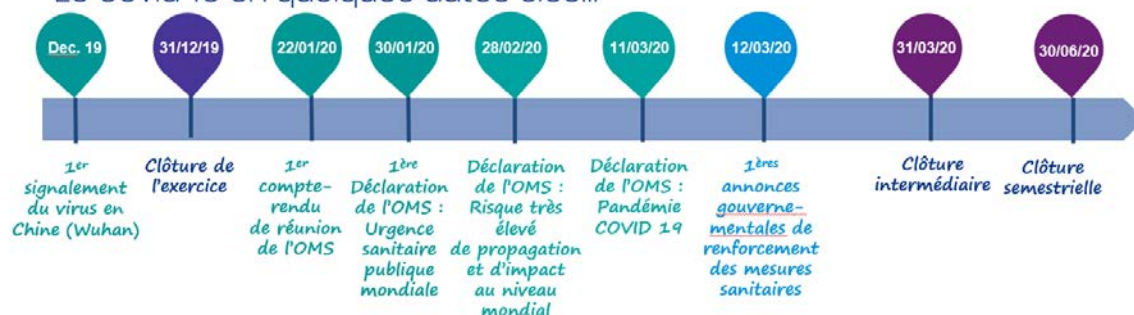 Dec. 19
31/12/19
22/01/20
30/01/20
28/02/20
11/03/20
12/03/20
31/03/20
30/06/20
1er
signalement
du virus en
Chine (Wuhan)
Clôture de
l'exercice
1er
compte-
rendu
de réunion
de l'OMS
1ère
Déclaration
de l'OMS :
Urgence
sanitaire
publique
mondiale
Déclaration
de l'OMS :
Risque très
élevé
de propagation
et d'impact
au niveau
mondial
Déclaration
de l'OMS :
Pandémie
COVID 19
1ères
annonces
gouverne-
mentales de
renforcement
des mesures
sanitaires
Clôture
intermédiaire
Clôture
semestrielle